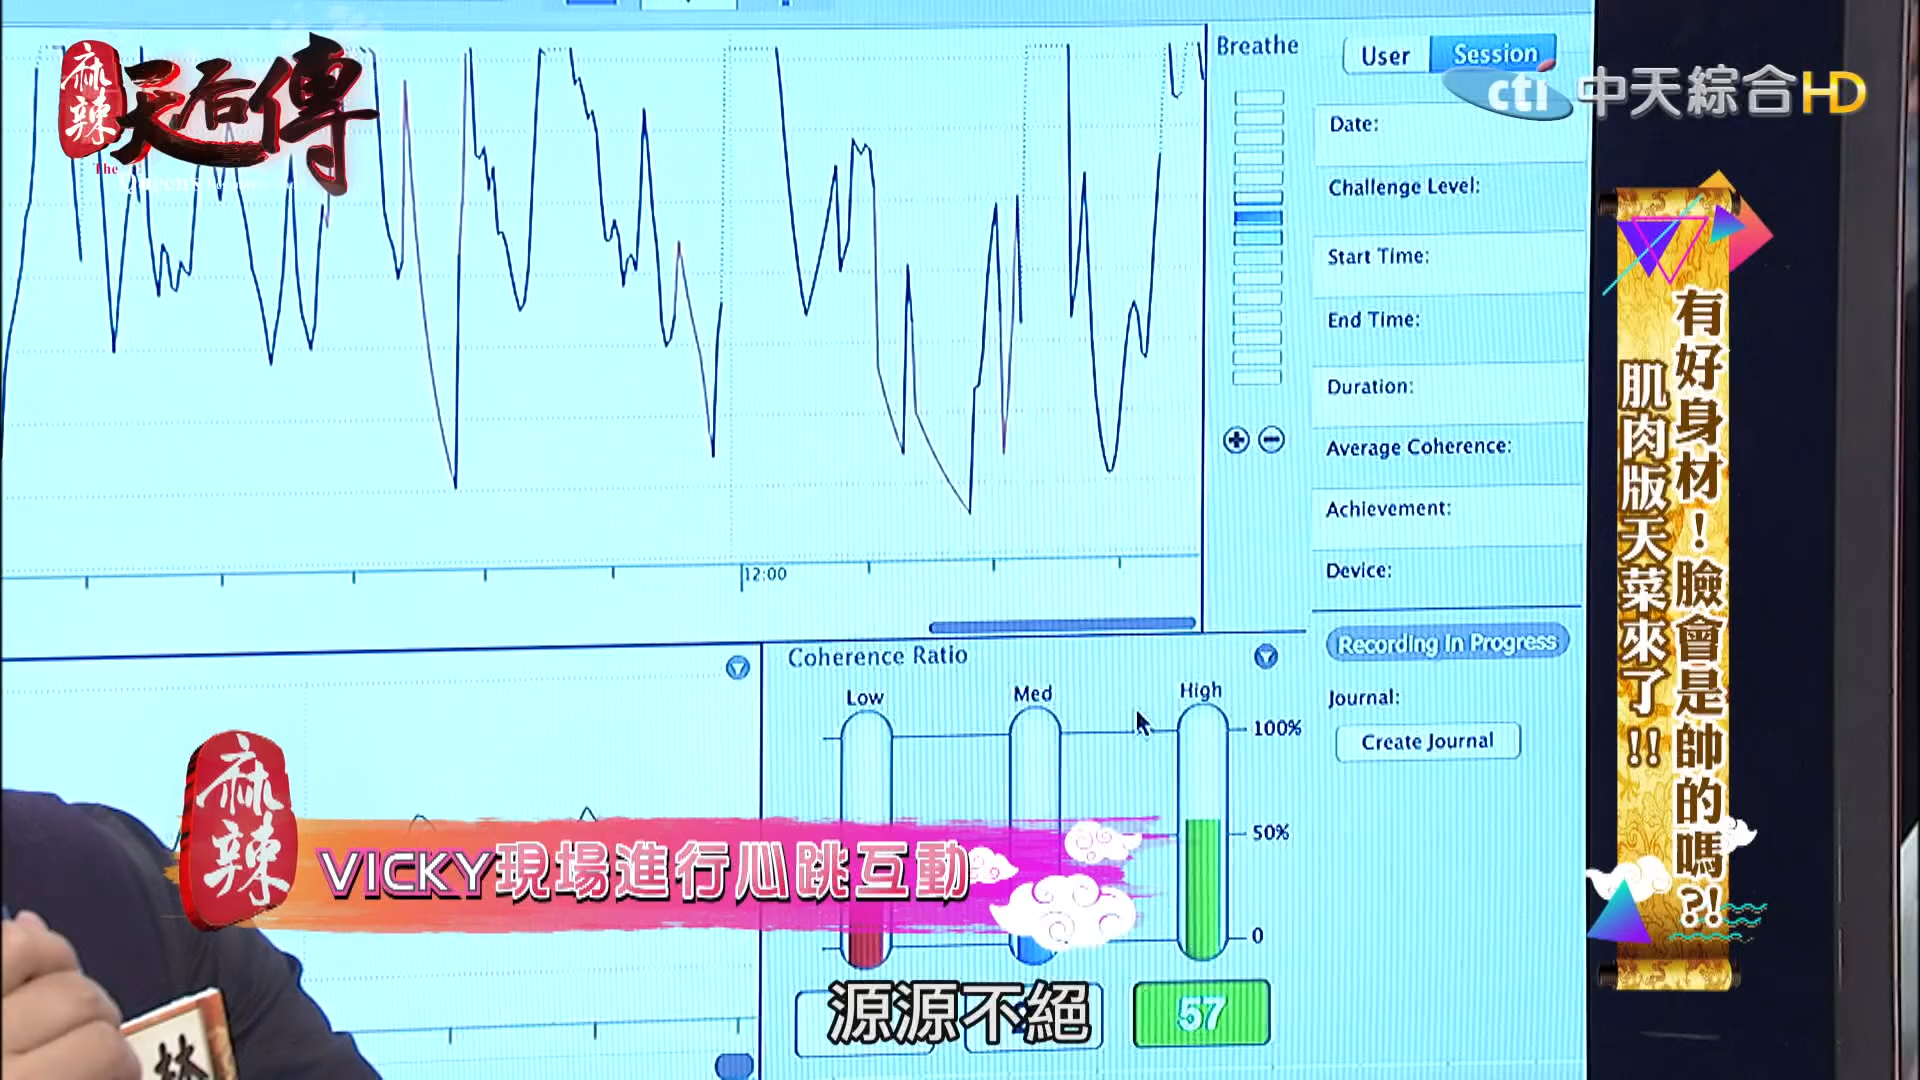 麻辣天后傳
The
Breathe
User
Session
cti 中天綜合HD
Date:
Challenge Level:
Start Time:
End Time:
Duration:
Average Coherence:
Achievement:
Device:
Recording In Progress
Journal:
Create Journal
12:00
Coherence Ratio
Low
Med
High
100%
50%
0
57
有好身材！臉會是帥的嗎?!
肌肉版天菜來了!!
麻辣
VICKY現場進行心跳互動
源源不絕
林